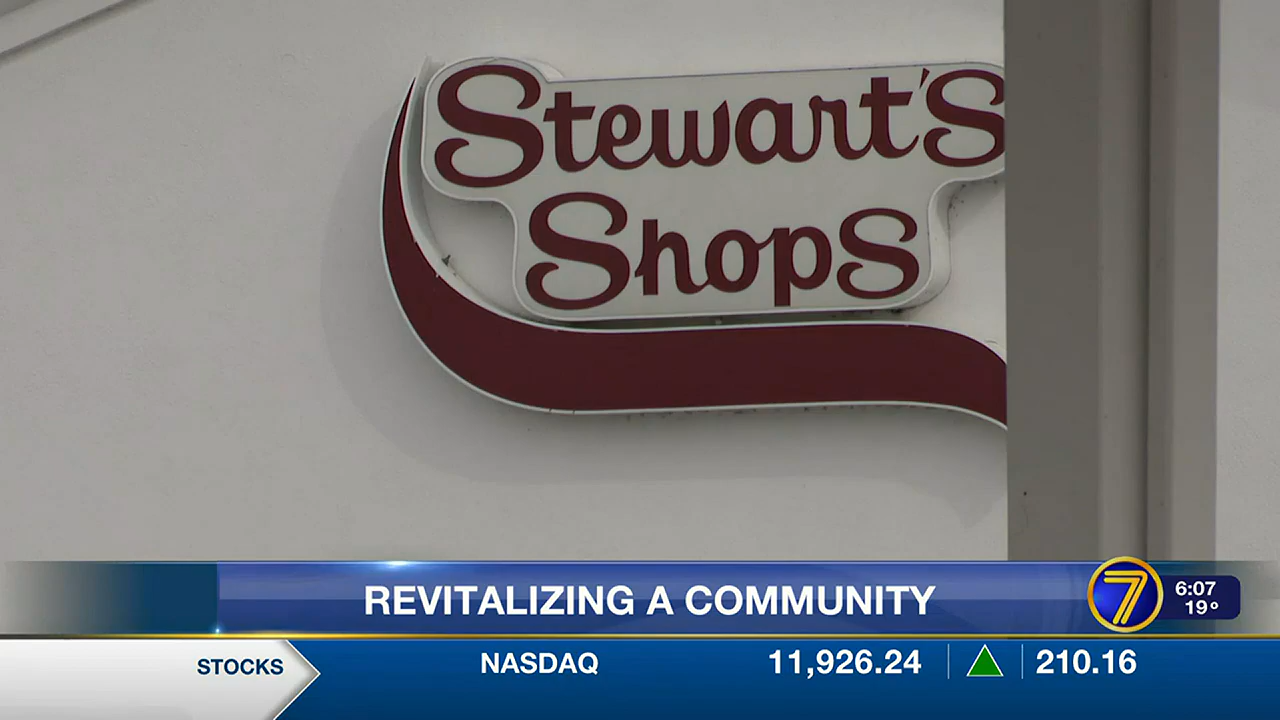 Stewart's
Shops
REVITALIZING A COMMUNITY
7
6:07
19°
STOCKS
NASDAQ
11,926.24
210.16